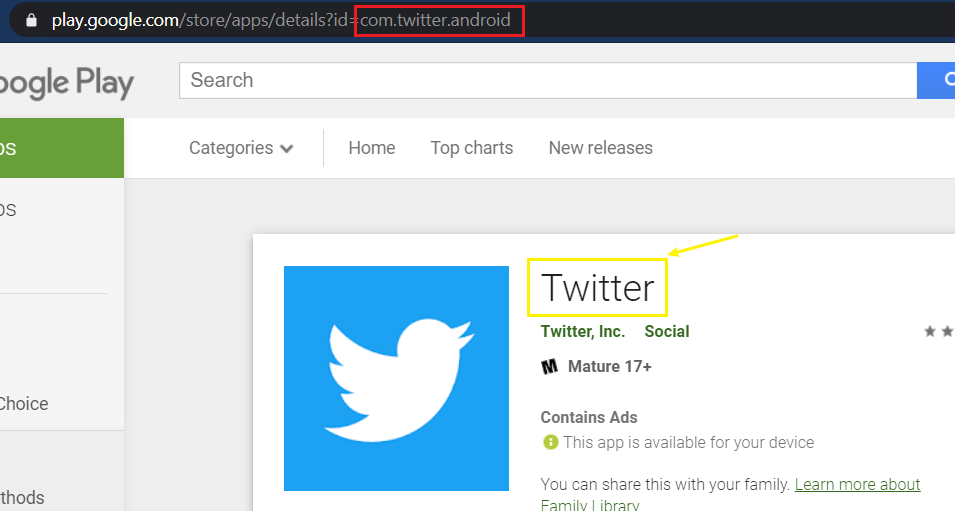 play.google.com/store/apps/details?id=com.twitter.android
oogle Play
Search
os
Categories
Home
Top charts
New releases
os
Twitter
Twitter, Inc.
Social
Mature 17+
Contains Ads
This app is available for your device
Choice
You can share this with your family. Learn more about
Family Library
thods